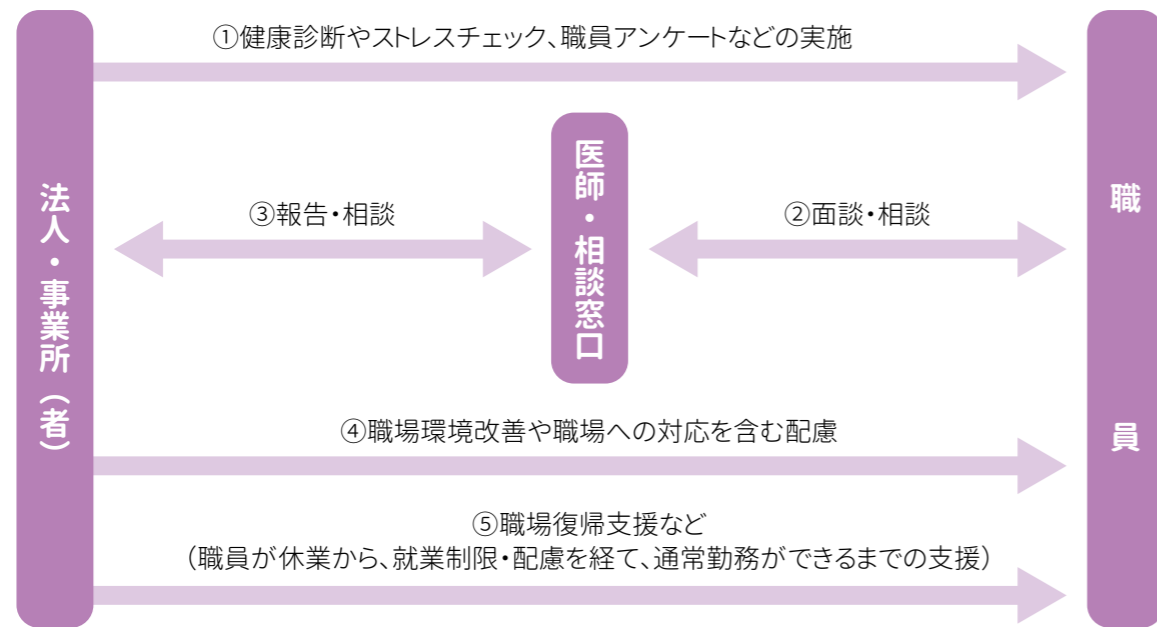 ①健康診断やストレスチェック、職員アンケートなどの実施
法人・事業所（者）
医師・相談窓口
職員
③報告・相談
②面談・相談
④職場環境改善や職場への対応を含む配慮
⑤職場復帰支援など
（職員が休業から、就業制限・配慮を経て、通常勤務ができるまでの支援）